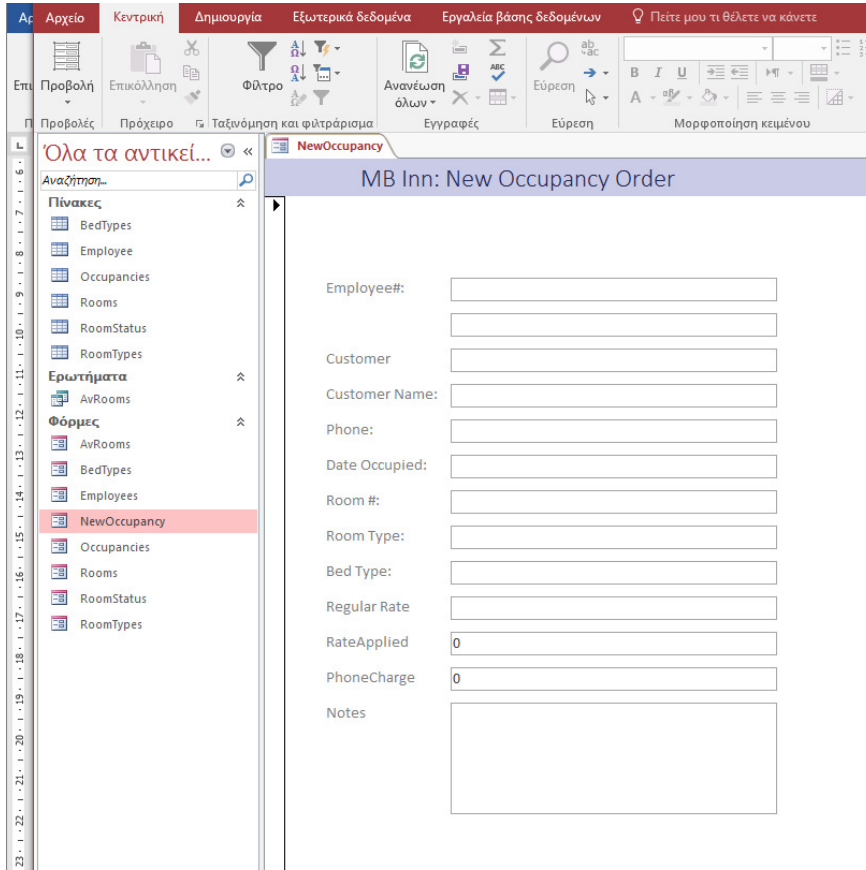 Αρ Αρχείο Κεντρική Δημιουργία Εξωτερικά δεδομένα Εργαλεία βάσης δεδομένων Πείτε μου τι θέλετε να κάνετε
Επι Προβολή Επικόλληση Φίλτρο Ανανέωση όλων Εύρεση
Π Προβολές Πρόχειρο Ταξινόμηση και φιλτράρισμα Εγγραφές Εύρεση Μορφοποίηση κειμένου
Όλα τα αντικεί...
Αναζήτηση...
Πίνακες
BedTypes
Employee
Occupancies
Rooms
RoomStatus
RoomTypes
Ερωτήματα
AvRooms
Φόρμες
AvRooms
BedTypes
Employees
NewOccupancy
Occupancies
Rooms
RoomStatus
RoomTypes
NewOccupancy
MB Inn: New Occupancy Order
Employee#:
Customer
Customer Name:
Phone:
Date Occupied:
Room #:
Room Type:
Bed Type:
Regular Rate
RateApplied 0
PhoneCharge 0
Notes